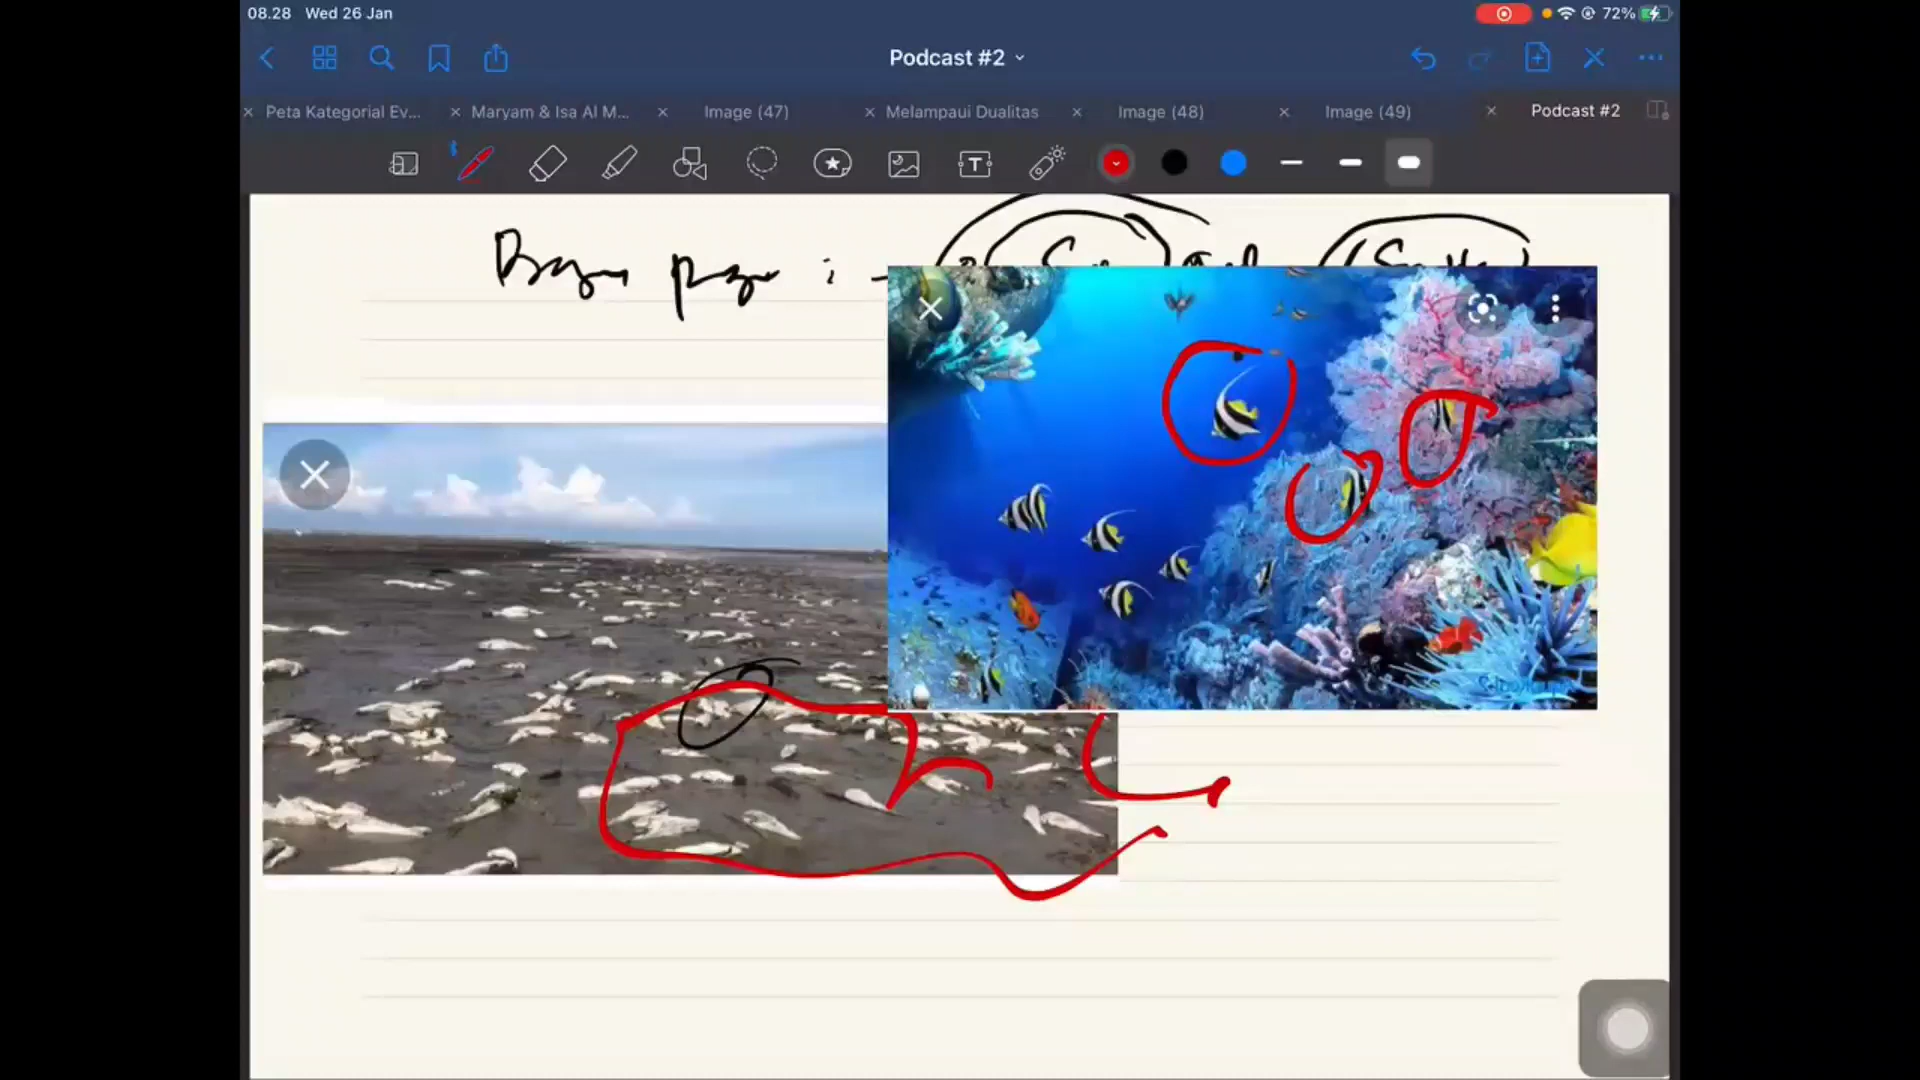 08.28 Wed 26 Jan
72%
Podcast #2
Peta Kategorial Ev...
Maryam & Isa Al M...
Image (47)
Melampaui Dualitas
Image (48)
Image (49)
Podcast #2